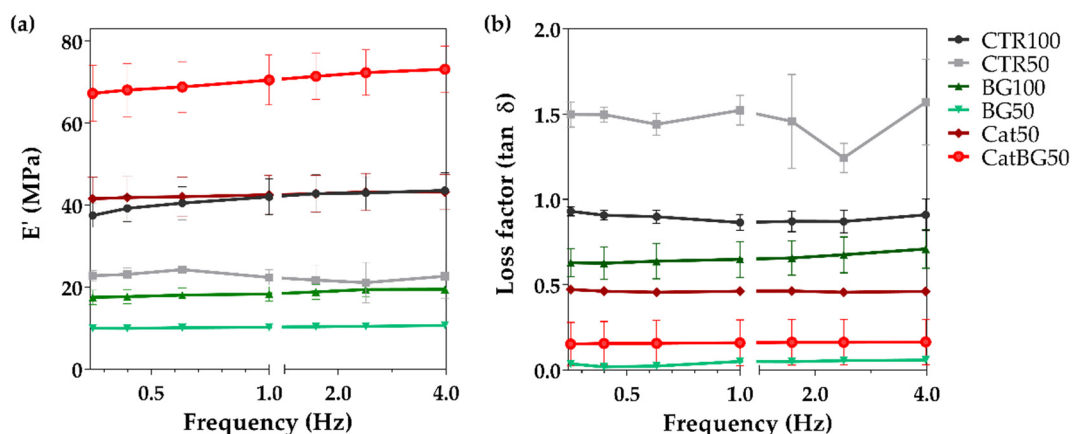 (a)
E' (MPa)
80
60
40
20
0
0.5
1.0
2.0
4.0
Frequency (Hz)
(b)
Loss factor (tan δ)
2.0
1.5
1.0
0.5
0.0
0.5
1.0
2.0
4.0
Frequency (Hz)
CTR100
CTR50
BG100
BG50
Cat50
CatBG50